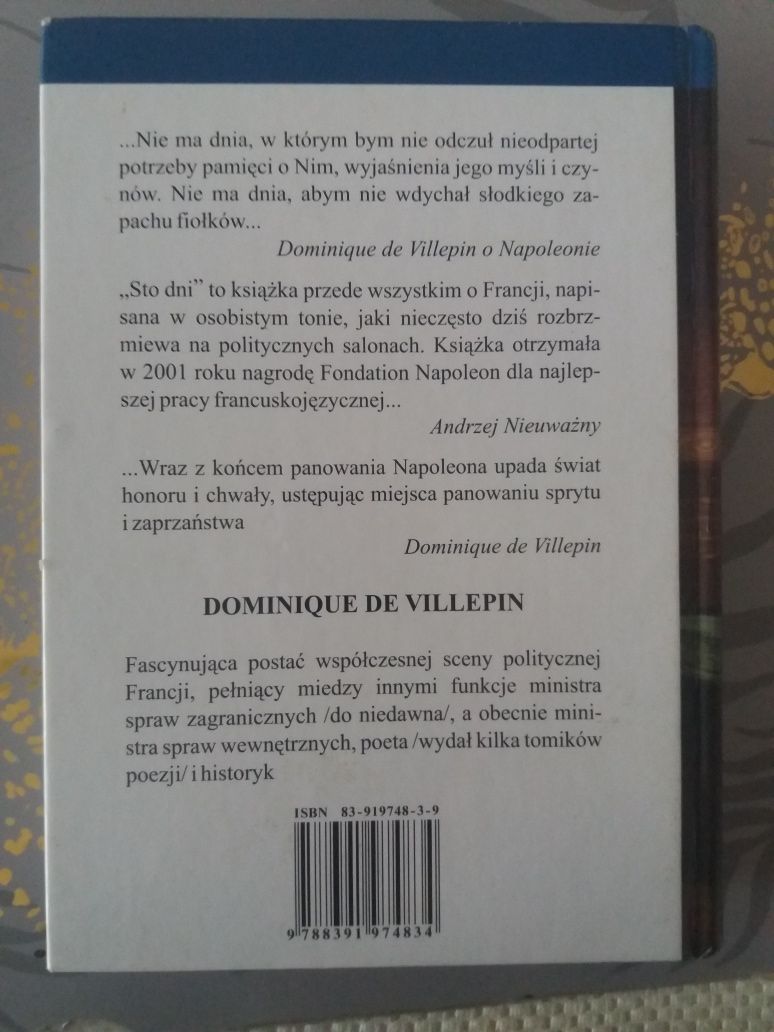 ...Nie ma dnia, w którym bym nie odczuł nieodpartej
potrzeby pamięci o Nim, wyjaśnienia jego myśli i czy-
nów. Nie ma dnia, abym nie wdychał słodkiego za-
pachu fiołków...
Dominique de Villepin o Napoleonie
„Sto dni” to książka przede wszystkim o Francji, napi-
sana w osobistym tonie, jaki nieczęsto dziś rozbrz-
miewa na politycznych salonach. Książka otrzymała
w 2001 roku nagrodę Fondation Napoleon dla najlep-
szej pracy francuskojęzycznej...
Andrzej Nieuważny
...Wraz z końcem panowania Napoleona upada świat
honoru i chwały, ustępując miejsca panowaniu sprytu
i zaprzaństwa
Dominique de Villepin
DOMINIQUE DE VILLEPIN
Fascynująca postać współczesnej sceny politycznej
Francji, pełniący miedzy innymi funkcje ministra
spraw zagranicznych /do niedawna/, a obecnie mini-
stra spraw wewnętrznych, poeta /wydał kilka tomików
poezji/ i historyk
ISBN 83-919748-3-9
9 788391 974834